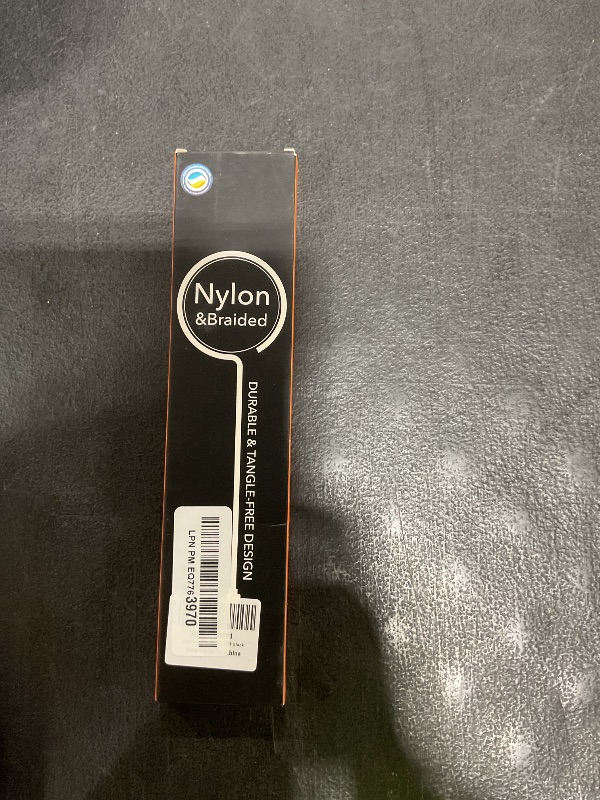 Nylon
&Braided
DURABLE & TANGLE-FREE DESIGN
LPN PM EQ7763970